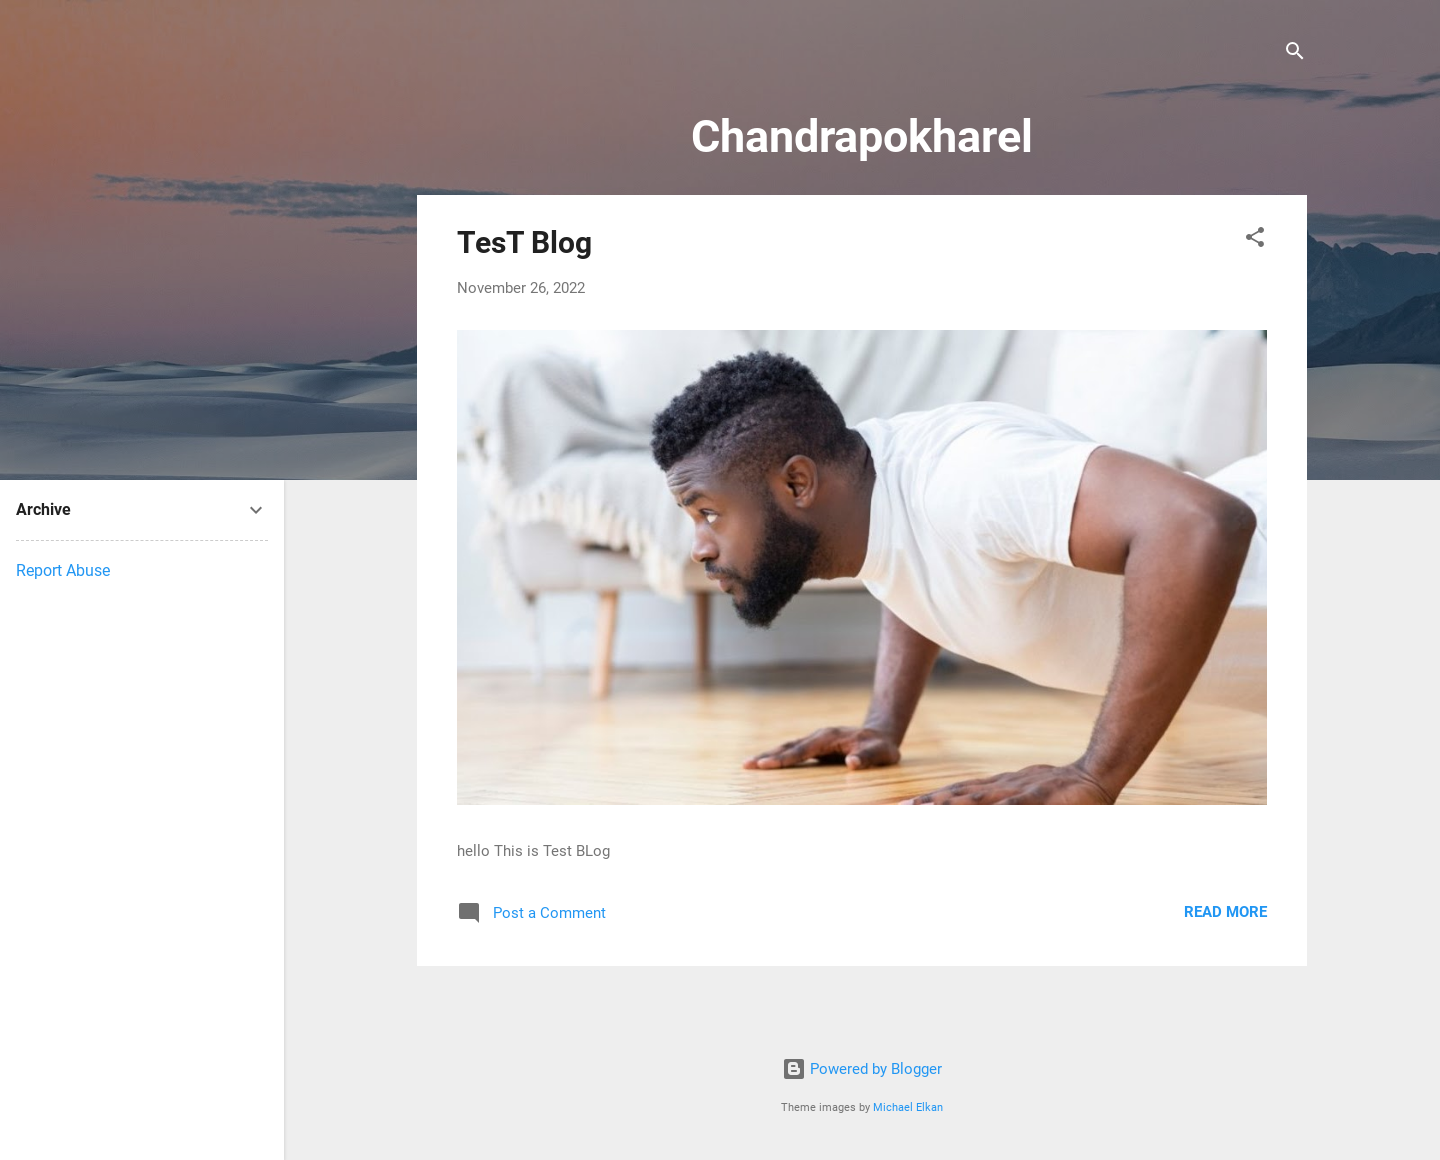 Chandrapokharel
TesT Blog
November 26, 2022
Archive
Report Abuse
hello This is Test BLog
Post a Comment
READ MORE
Powered by Blogger
Theme images by Michael Elkan